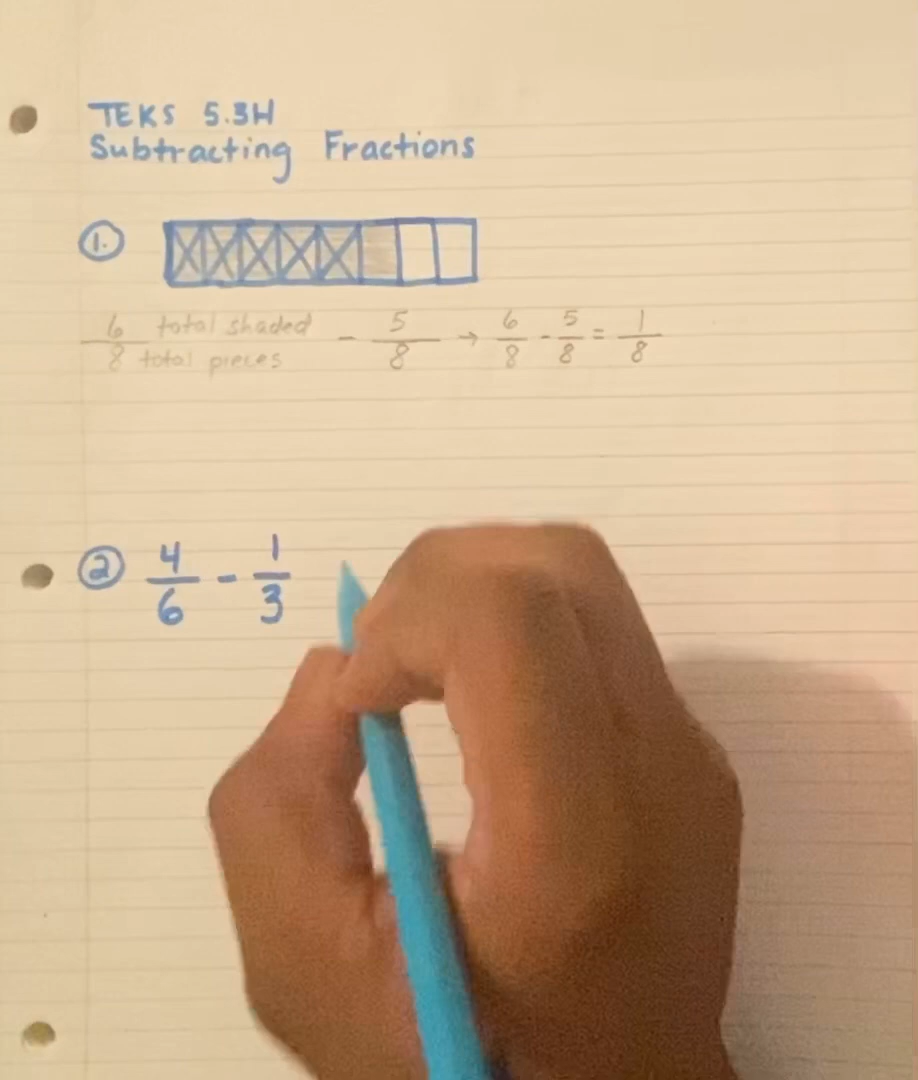 TEKS 5.3H
Subtracting Fractions
1.
6 total shaded - 5 → 6 - 5 = 1
8 total pieces 8 8 8 8
2 4/6 - 1/3